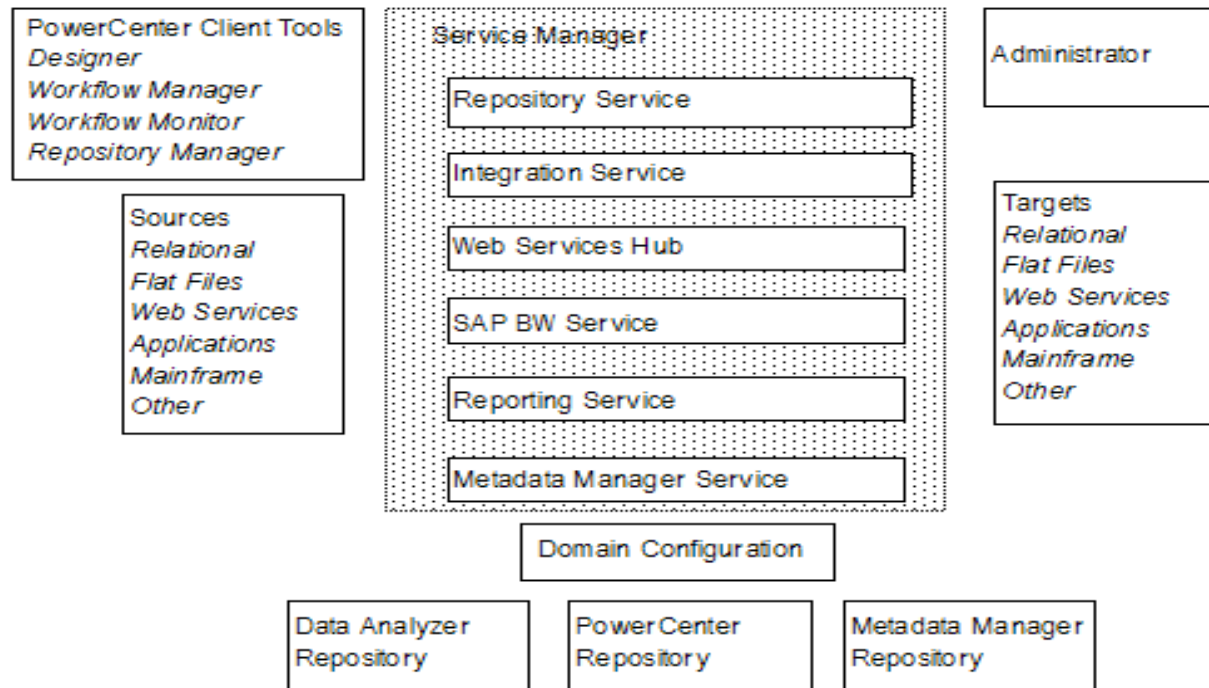 PowerCenter Client Tools
Designer
Workflow Manager
Workflow Monitor
Repository Manager
Service Manager
Administrator
Repository Service
Integration Service
Web Services Hub
SAP BW Service
Reporting Service
Metadata Manager Service
Sources
Relational
Flat Files
Web Services
Applications
Mainframe
Other
Targets
Relational
Flat Files
Web Services
Applications
Mainframe
Other
Domain Configuration
Data Analyzer
Repository
PowerCenter
Repository
Metadata Manager
Repository